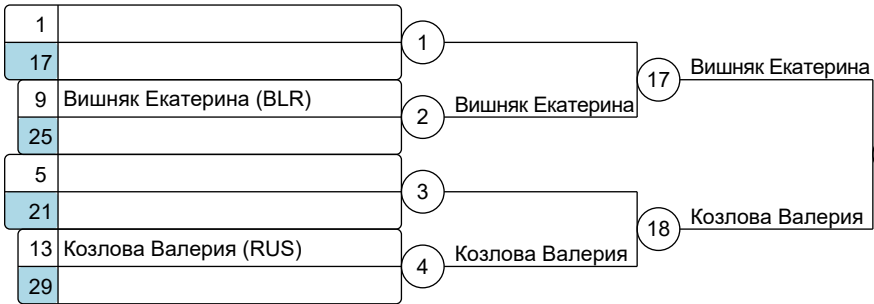 1
17
1
9 Вишняк Екатерина (BLR)
25
2 Вишняк Екатерина
17 Вишняк Екатерина
5
21
3
13 Козлова Валерия (RUS)
29
4 Козлова Валерия
18 Козлова Валерия